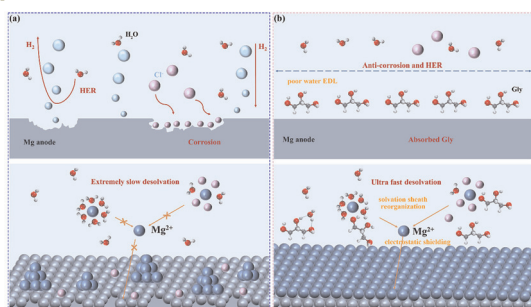 (a)
H₂O
H₂
Cl⁻
H₂
HER
Mg anode
Corrosion
Extremely slow desolvation
Mg²⁺
(b)
Anti-corrosion and HER
poor water EDL
Gly
Mg anode
Absorbed Gly
Ultra fast desolvation
solvation sheath
reorganization
Mg²⁺
electrostatic shielding